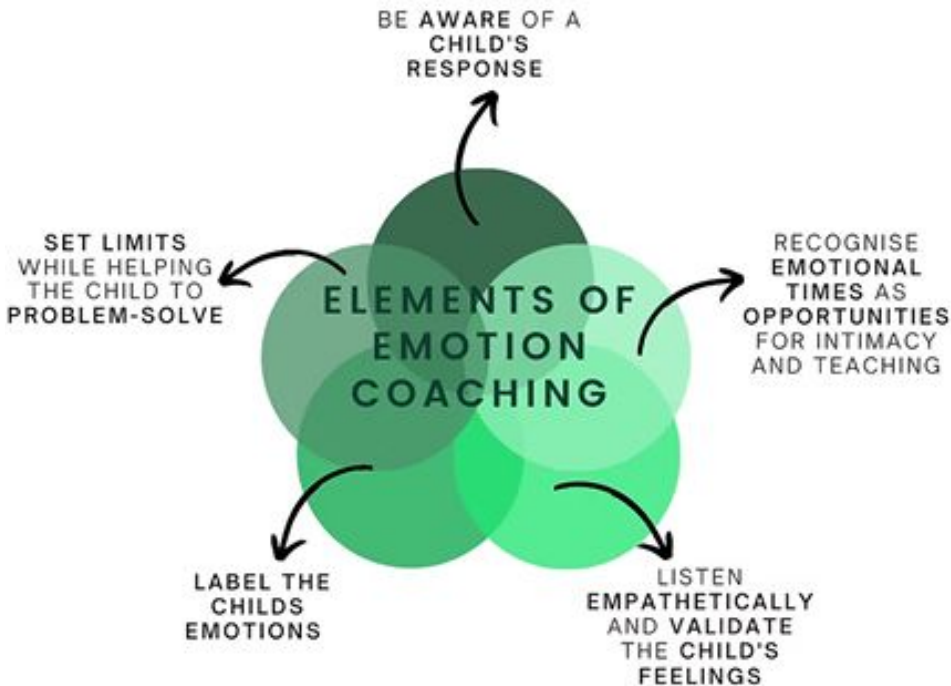 BE AWARE OF A
CHILD'S
RESPONSE
SET LIMITS
WHILE HELPING
THE CHILD TO
PROBLEM-SOLVE
ELEMENTS OF
EMOTION
COACHING
RECOGNISE
EMOTIONAL
TIMES AS
OPPORTUNITIES
FOR INTIMACY
AND TEACHING
LABEL THE
CHILDS
EMOTIONS
LISTEN
EMPATHETICALLY
AND VALIDATE
THE CHILD'S
FEELINGS